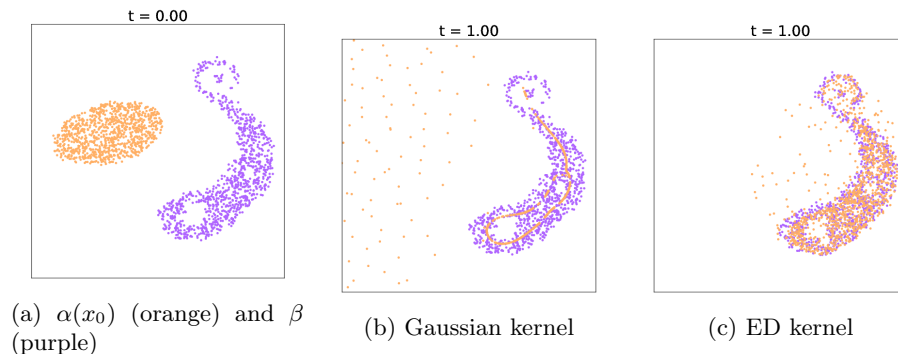 t = 0.00
t = 1.00
t = 1.00
(a) α(x₀) (orange) and β
(purple)
(b) Gaussian kernel
(c) ED kernel